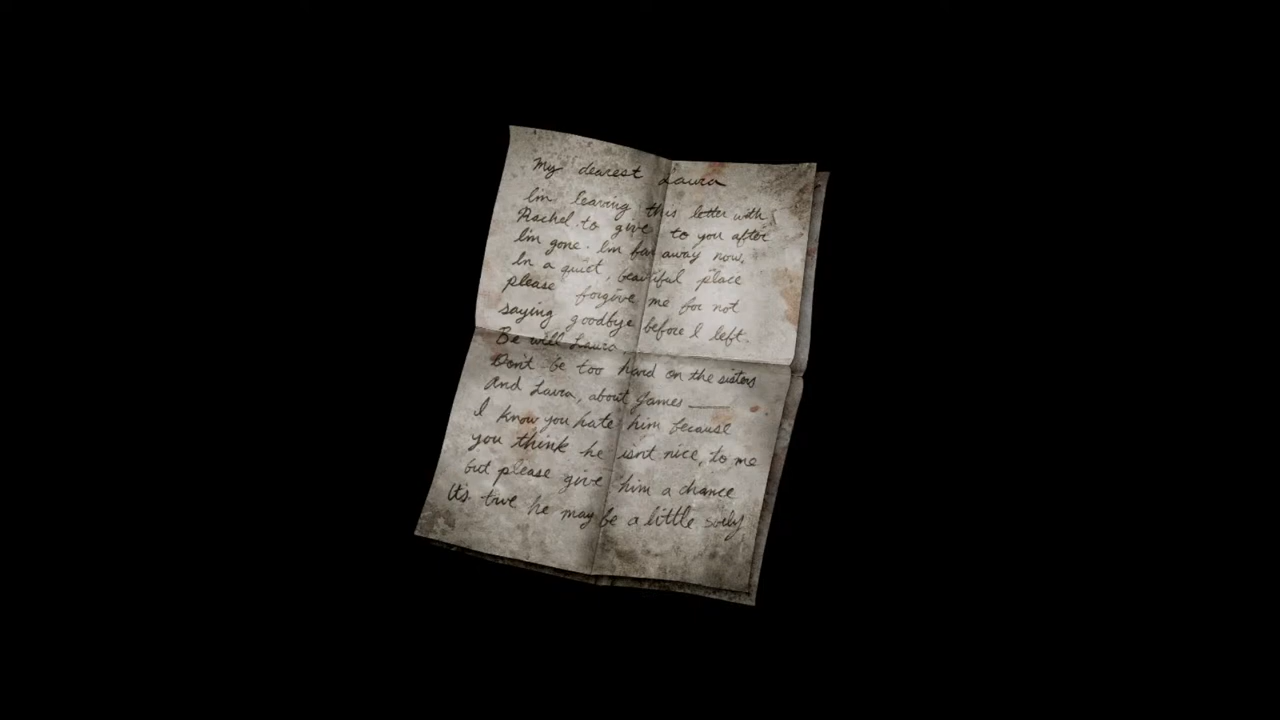 My dearest Laura
I'm leaving this letter with
Rachel to give to you after
I'm gone. I'm far away now,
In a quiet, beautiful place
please forgive me for not
saying goodbye before I left.
Be well Laura
Don't be too hard on the sisters
And Laura, about James ———
I know you hate him because
you think he isnt nice, to me
but please give him a chance
It's true he may be a little surly